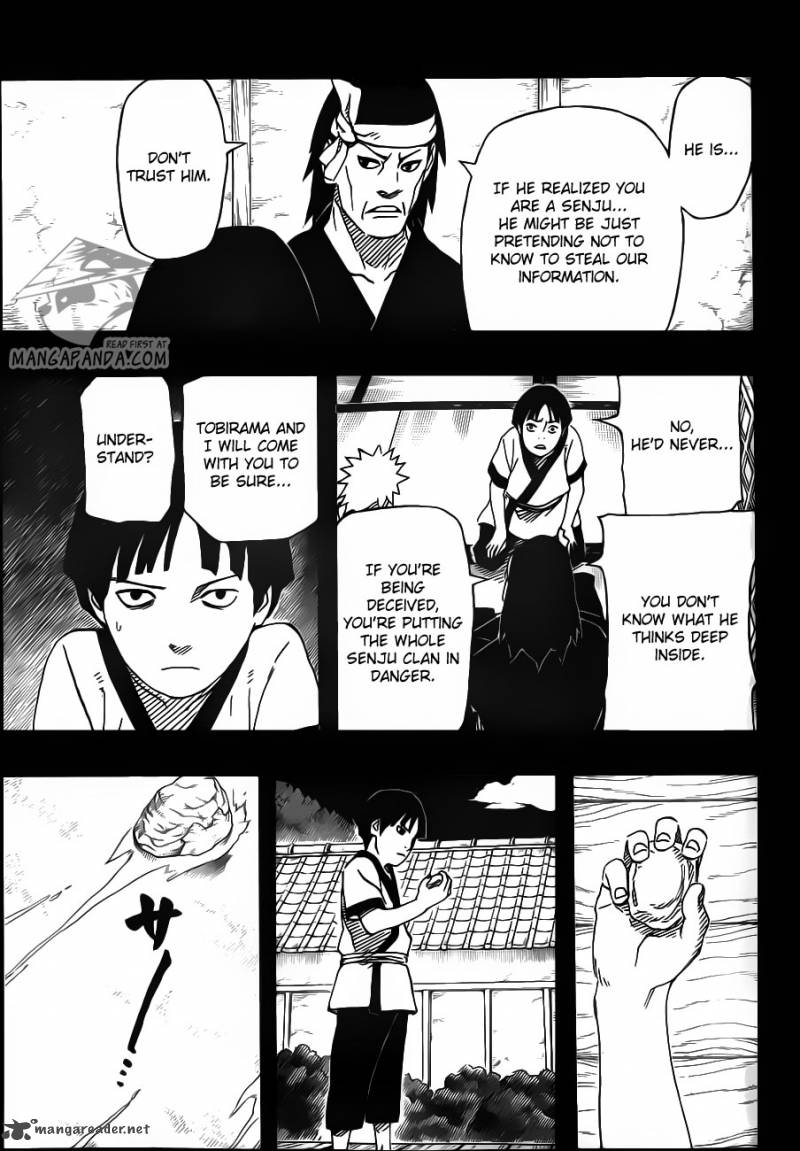 HE IS...
IF HE REALIZED YOU
ARE A SENJU...
HE MIGHT BE JUST
PRETENDING NOT TO
KNOW TO STEAL OUR
INFORMATION.
DON'T
TRUST HIM.
READ FIRST AT
MANGAPANDA.COM
NO,
HE'D NEVER...
YOU DON'T
KNOW WHAT HE
THINKS DEEP
INSIDE.
IF YOU'RE
BEING
DECEIVED,
YOU'RE PUTTING
THE WHOLE
SENJU CLAN IN
DANGER.
TOBIRAMA AND
I WILL COME
WITH YOU TO
BE SURE...
UNDER-
STAND?
サー…
mangareader.net